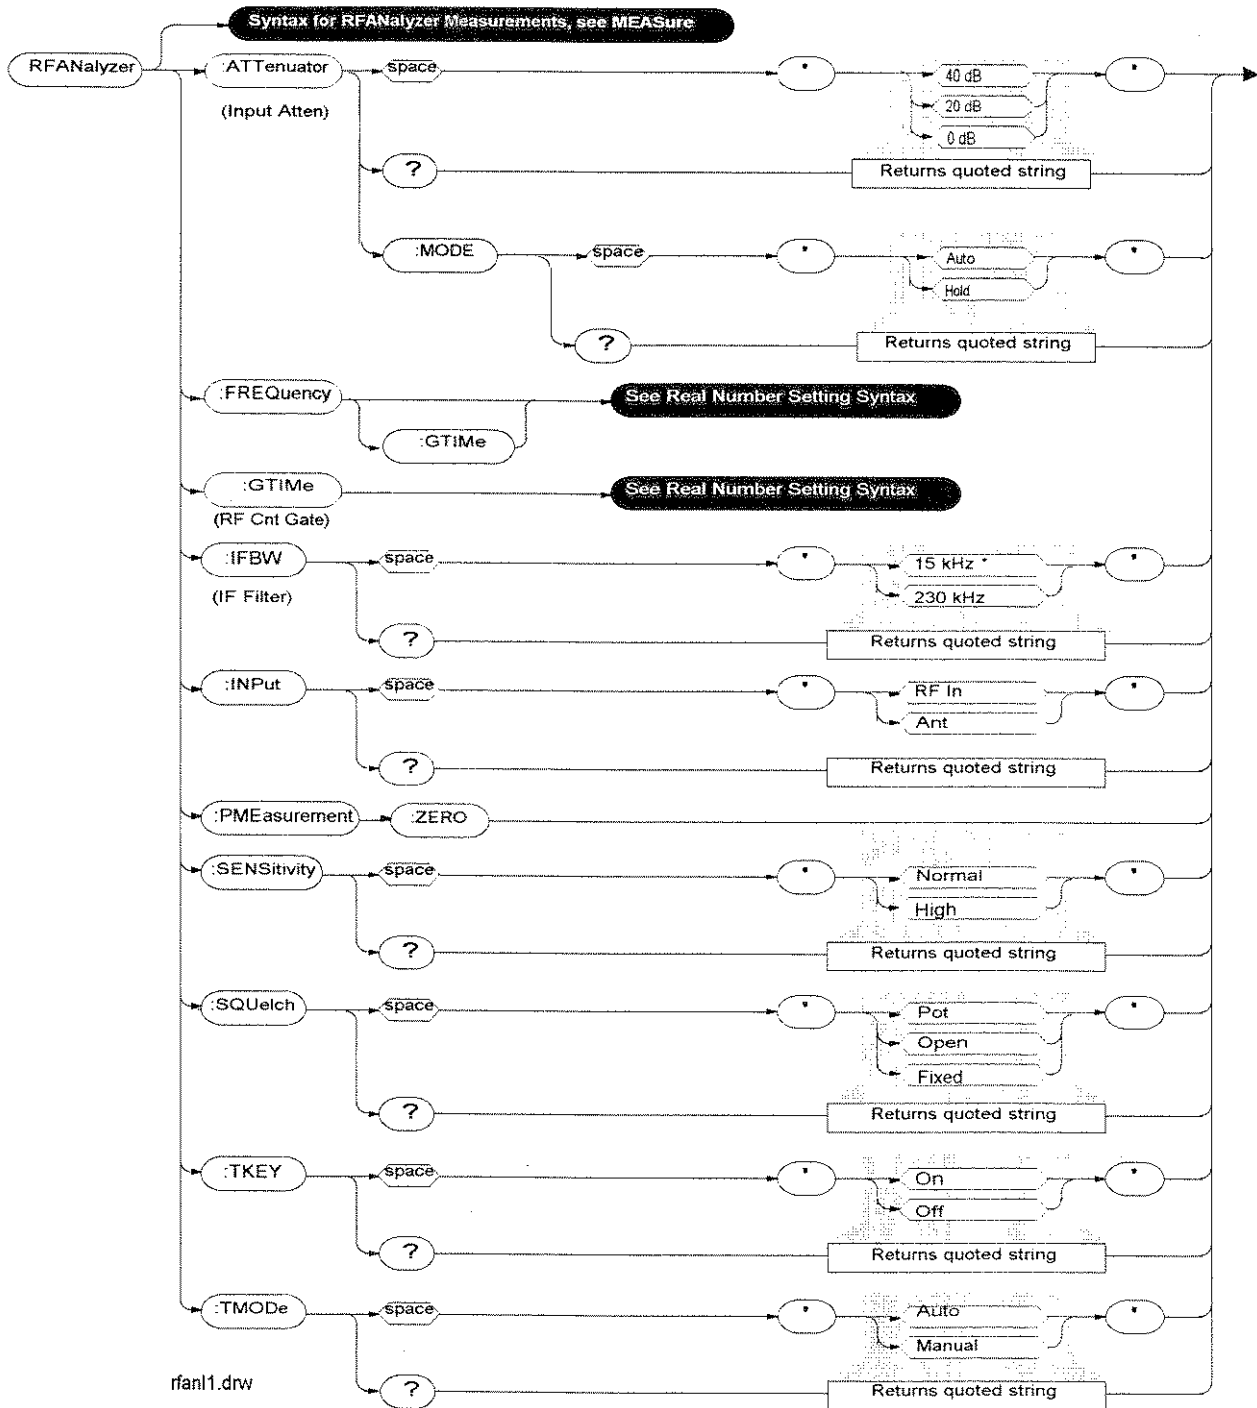 Syntax for RFANalyzer Measurements, see MEASure
RFANalyzer :ATTenuator space " 40 dB "
(Input Atten) 20 dB
0 dB
? Returns quoted string
:MODE space " Auto "
Hold
? Returns quoted string
:FREQuency See Real Number Setting Syntax
:GTIMe
:GTIMe See Real Number Setting Syntax
(RF Cnt Gate)
:IFBW space " 15 kHz * "
(IF Filter) 230 kHz
? Returns quoted string
:INPut space " RF In "
Ant
? Returns quoted string
:PMEasurement :ZERO
:SENSitivity space " Normal "
High
? Returns quoted string
:SQUelch space " Pot "
Open
Fixed
? Returns quoted string
:TKEY space " On "
Off
? Returns quoted string
:TMODe space " Auto "
Manual
rfanl1.drw ? Returns quoted string